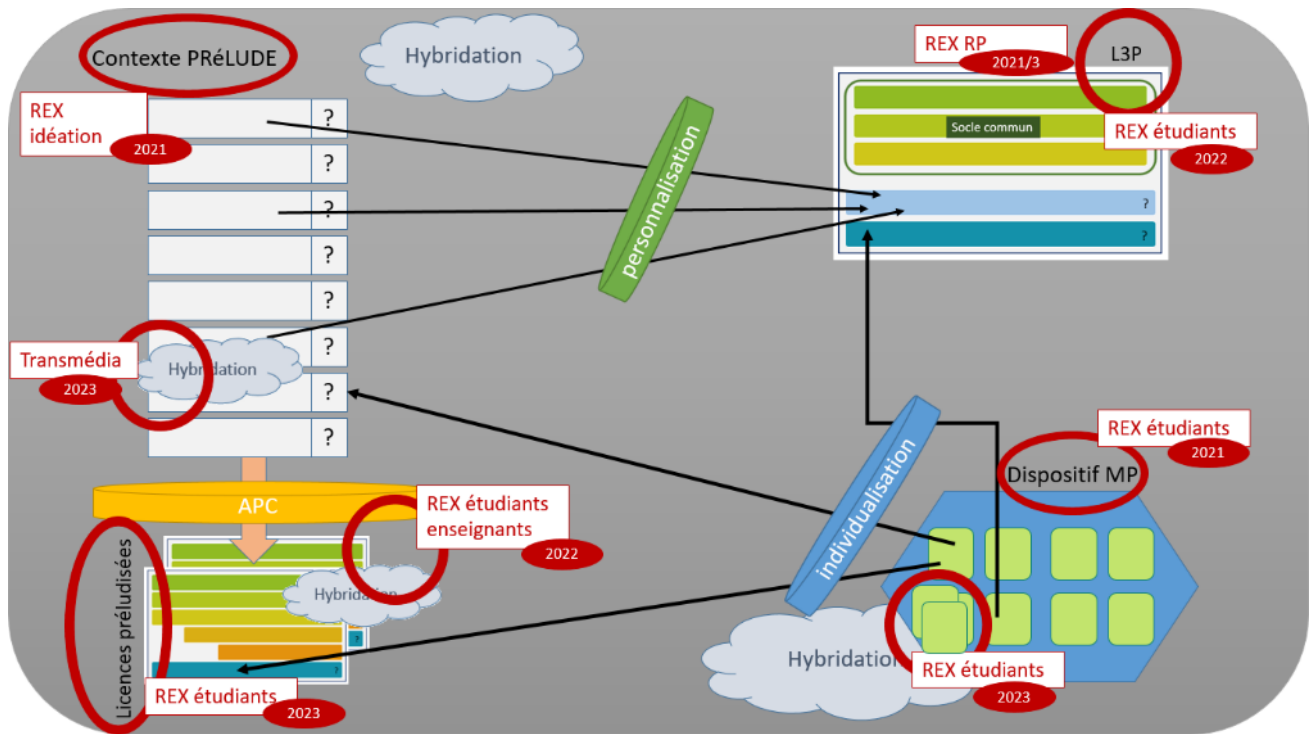 Contexte PRéLUDE
Hybridation
REX RP
2021/3
L3P
REX
idéation
2021
?
?
?
?
?
?
?
?
personnalisation
Socle commun
REX étudiants
2022
?
?
Transmédia
2023
Hybridation
APC
REX étudiants
enseignants
2022
individualisation
REX étudiants
2021
Dispositif MP
Licences préludisées
Hybridation
?
?
REX étudiants
2023
Hybridation
REX étudiants
2023